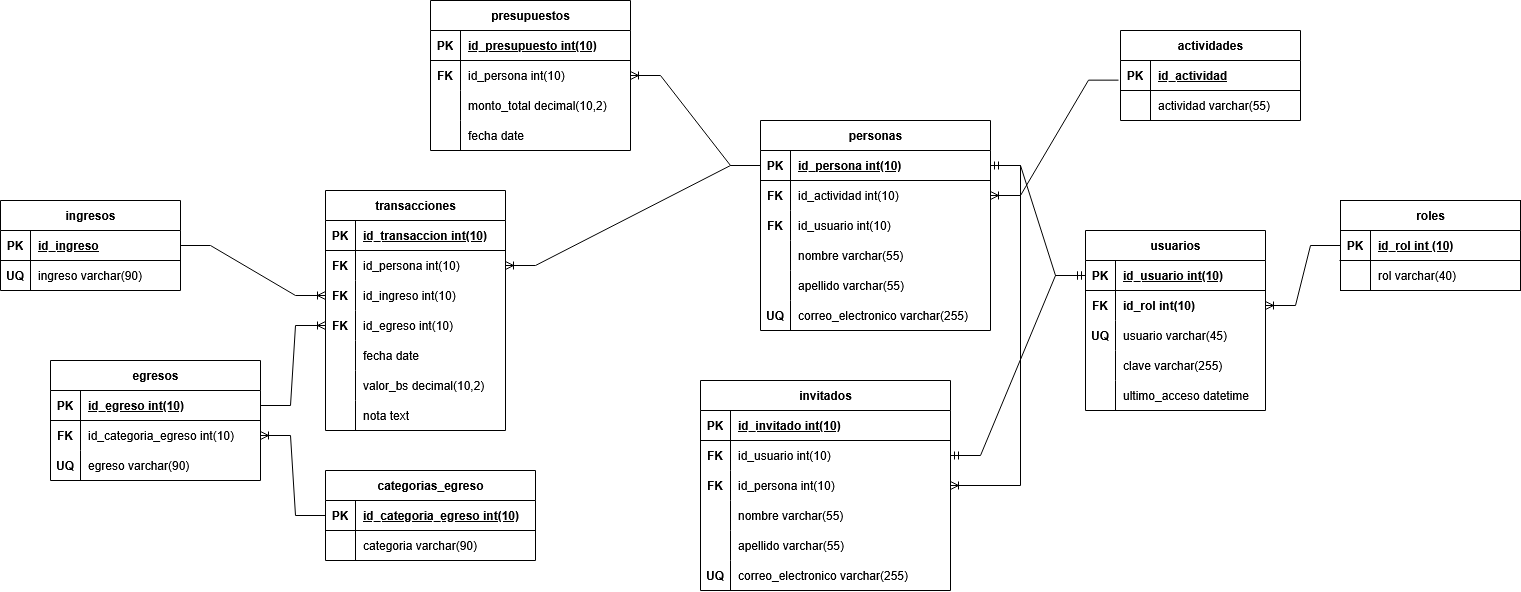 presupuestos
PK id_presupuesto int(10)
FK id_persona int(10)
monto_total decimal(10,2)
fecha date
actividades
PK id_actividad
actividad varchar(55)
personas
PK id_persona int(10)
FK id_actividad int(10)
FK id_usuario int(10)
nombre varchar(55)
apellido varchar(55)
UQ correo_electronico varchar(255)
ingresos
PK id_ingreso
UQ ingreso varchar(90)
transacciones
PK id_transaccion int(10)
FK id_persona int(10)
FK id_ingreso int(10)
FK id_egreso int(10)
fecha date
valor_bs decimal(10,2)
nota text
roles
PK id_rol int (10)
rol varchar(40)
usuarios
PK id_usuario int(10)
FK id_rol int(10)
UQ usuario varchar(45)
clave varchar(255)
ultimo_acceso datetime
egresos
PK id_egreso int(10)
FK id_categoria_egreso int(10)
UQ egreso varchar(90)
invitados
PK id_invitado int(10)
FK id_usuario int(10)
FK id_persona int(10)
nombre varchar(55)
apellido varchar(55)
UQ correo_electronico varchar(255)
categorias_egreso
PK id_categoria_egreso int(10)
categoria varchar(90)